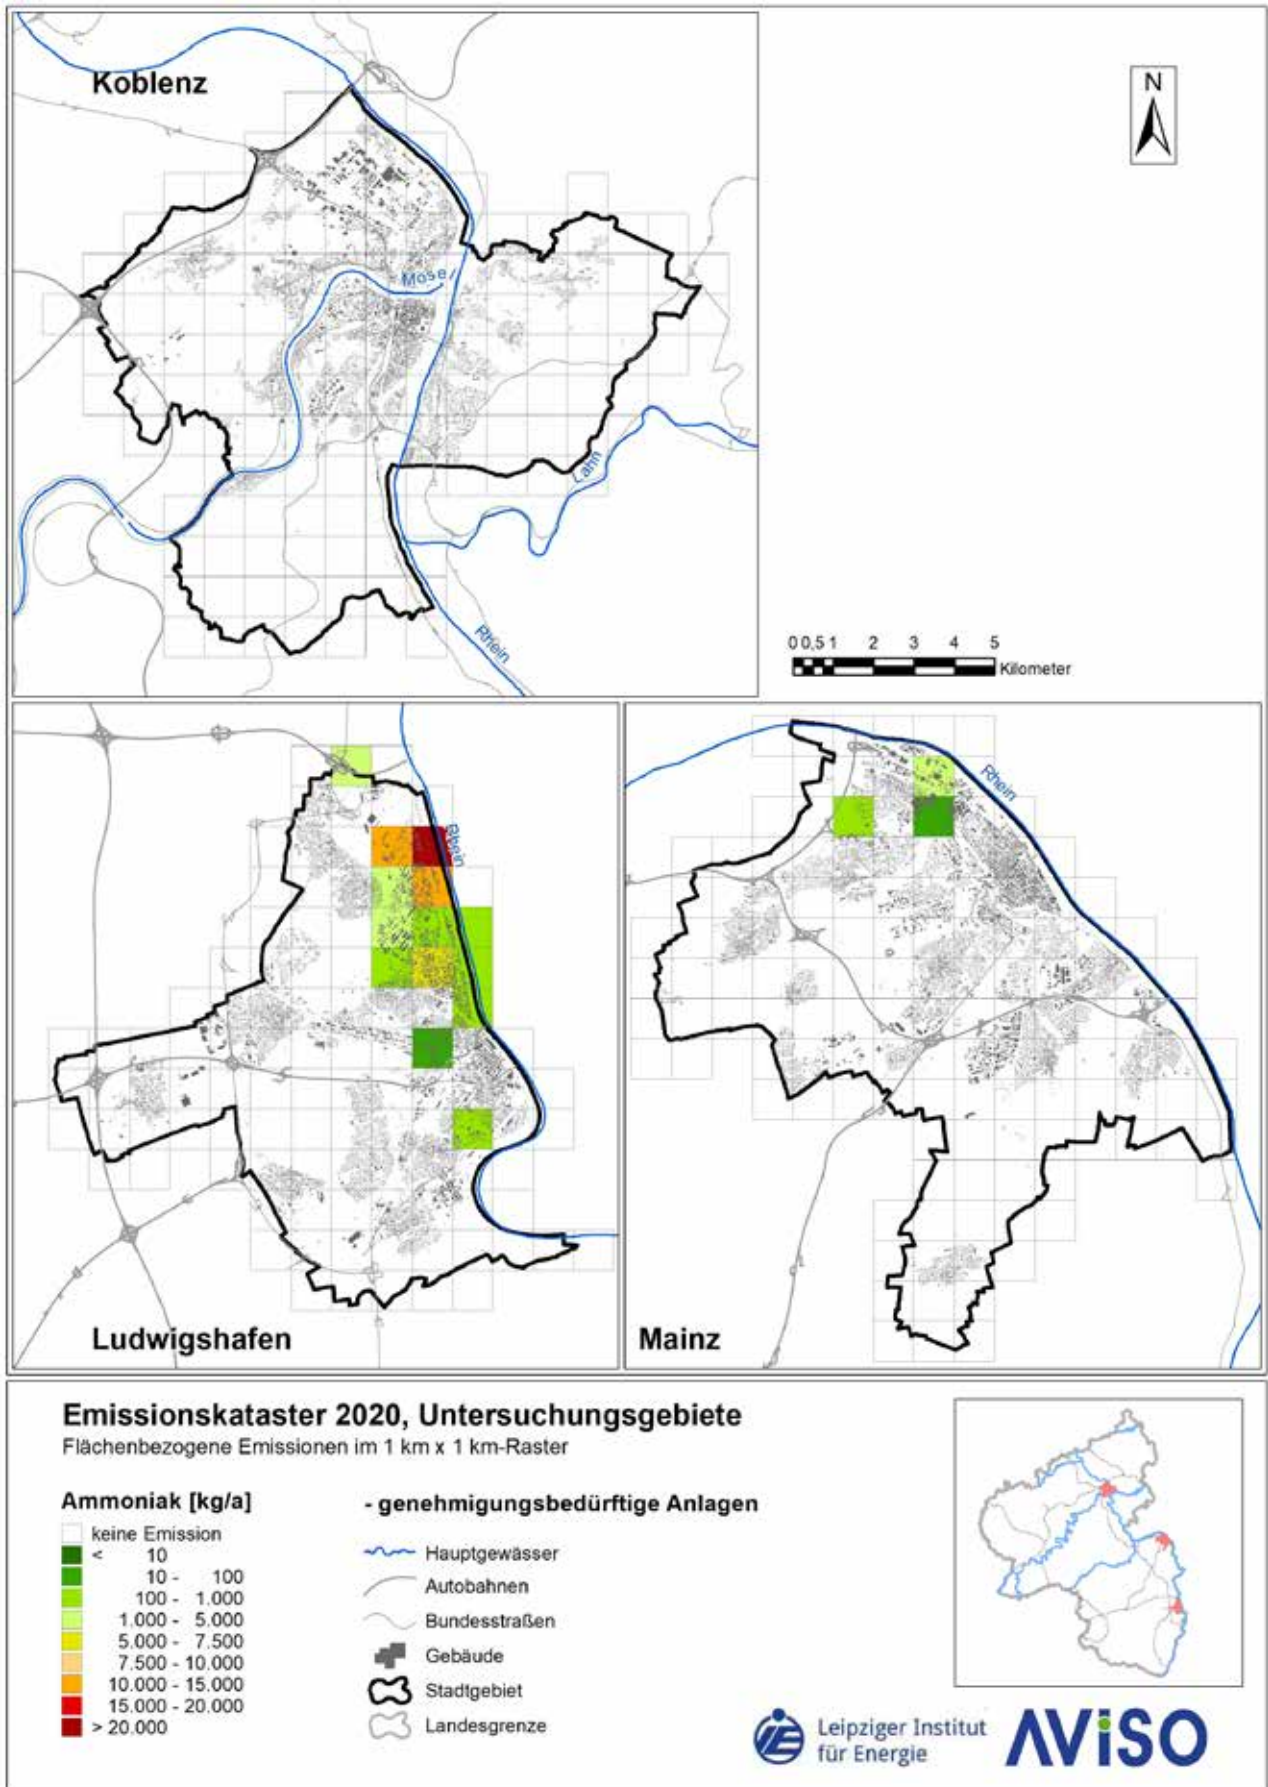 Koblenz
N
Mosel
Lahn
Rhein
0 0,5 1 2 3 4 5
Kilometer
Rhein
Ludwigshafen
Rhein
Mainz
Emissionskataster 2020, Untersuchungsgebiete
Flächenbezogene Emissionen im 1 km x 1 km-Raster
Ammoniak [kg/a]
keine Emission
< 10
10 - 100
100 - 1.000
1.000 - 5.000
5.000 - 7.500
7.500 - 10.000
10.000 - 15.000
15.000 - 20.000
> 20.000
- genehmigungsbedürftige Anlagen
Hauptgewässer
Autobahnen
Bundesstraßen
Gebäude
Stadtgebiet
Landesgrenze
Leipziger Institut
für Energie
AViSO